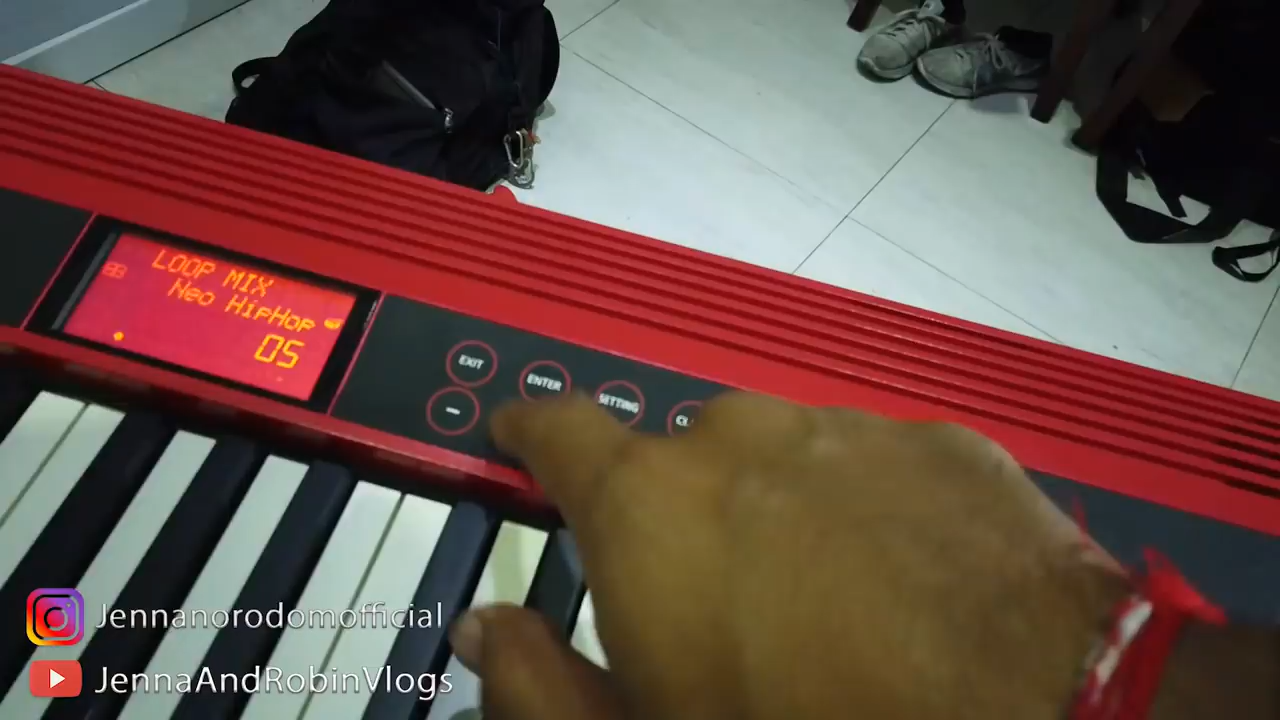 LOOP MIX
Neo HipHop
05
EXIT
ENTER
SETTING
Jennanorodomofficial
JennaAndRobinVlogs